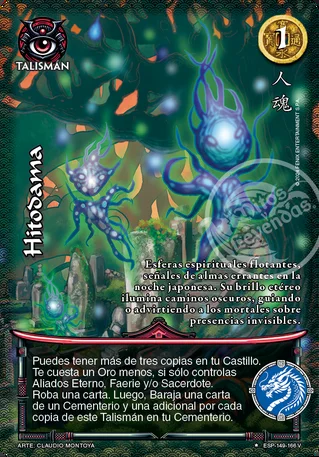 TALISMÁN
1
人
魂
Hitodama
© 2024 FENIX ENTERTAINMENT S.P.A.
Esferas espirituales flotantes,
señales de almas errantes en la
noche japonesa. Su brillo etéreo
ilumina caminos oscuros, guiando
o advirtiendo a los mortales sobre
presencias invisibles.
Puedes tener más de tres copias en tu Castillo.
Te cuesta un Oro menos, si sólo controlas
Aliados Eterno, Faerie y/o Sacerdote.
Roba una carta. Luego, Baraja una carta
de un Cementerio y una adicional por cada
copia de este Talismán en tu Cementerio.
ARTE: CLAUDIO MONTOYA
ESP-149-166 V